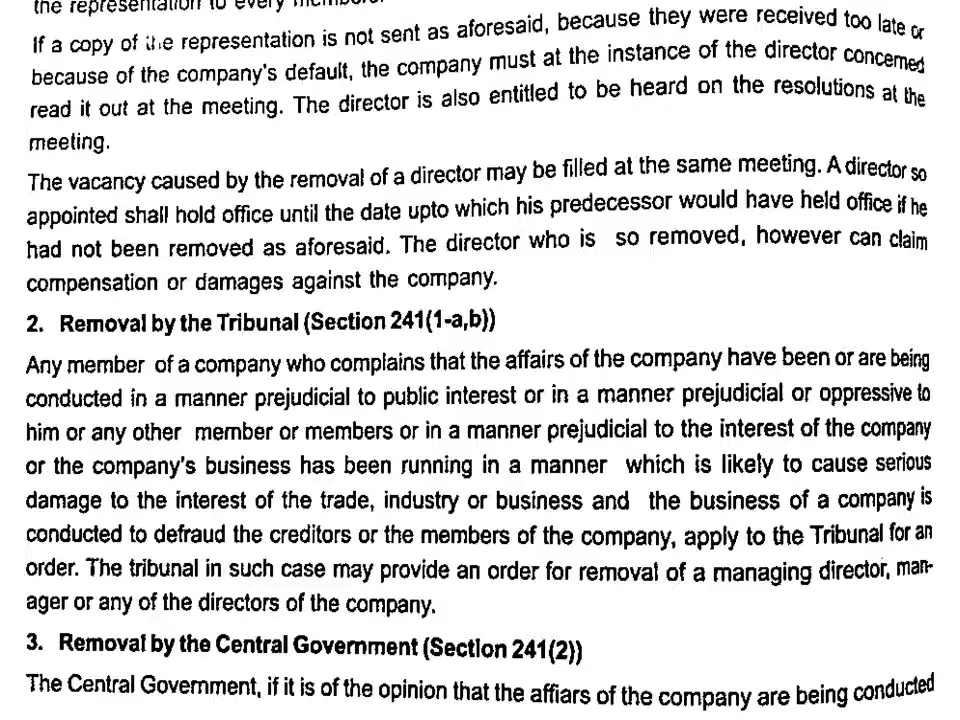 the representation to every members.
If a copy of the representation is not sent as aforesaid, because they were received too late or
because of the company's default, the company must at the instance of the director concerned
read it out at the meeting. The director is also entitled to be heard on the resolutions at the
meeting.
The vacancy caused by the removal of a director may be filled at the same meeting. A director so
appointed shall hold office until the date upto which his predecessor would have held office if he
had not been removed as aforesaid. The director who is so removed, however can claim
compensation or damages against the company.
2. Removal by the Tribunal (Section 241(1-a,b))
Any member of a company who complains that the affairs of the company have been or are being
conducted in a manner prejudicial to public interest or in a manner prejudicial or oppressive to
him or any other member or members or in a manner prejudicial to the interest of the company
or the company's business has been running in a manner which is likely to cause serious
damage to the interest of the trade, industry or business and the business of a company is
conducted to defraud the creditors or the members of the company, apply to the Tribunal for an
order. The tribunal in such case may provide an order for removal of a managing director, man-
ager or any of the directors of the company.
3. Removal by the Central Government (Section 241(2))
The Central Government, if it is of the opinion that the affiars of the company are being conducted